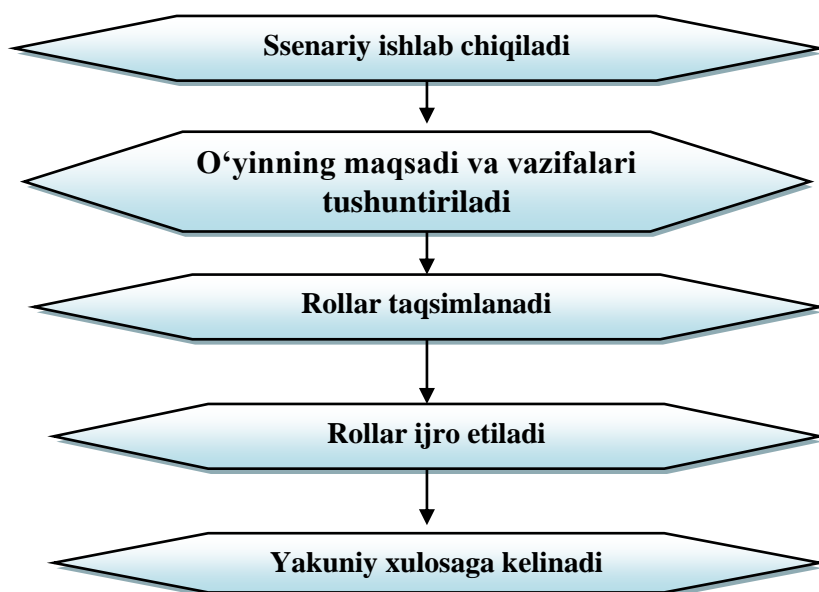 Ssenariy ishlab chiqiladi
O‘yinning maqsadi va vazifalari
tushuntiriladi
Rollar taqsimlanadi
Rollar ijro etiladi
Yakuniy xulosaga kelinadi